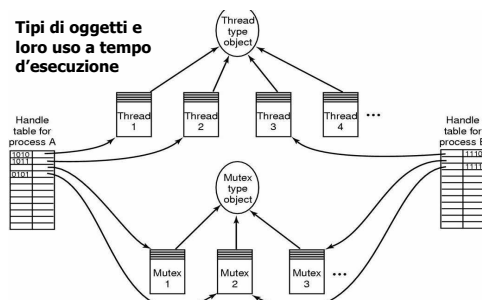 Tipi di oggetti e
loro uso a tempo
d'esecuzione
Thread
type
object
Handle
table for
process A
1010
1011
0101
Thread
1
Thread
2
Thread
3
Thread
4
...
Handle
table for
process
1110
1111
Mutex
type
object
Mutex
1
Mutex
2
Mutex
3
...